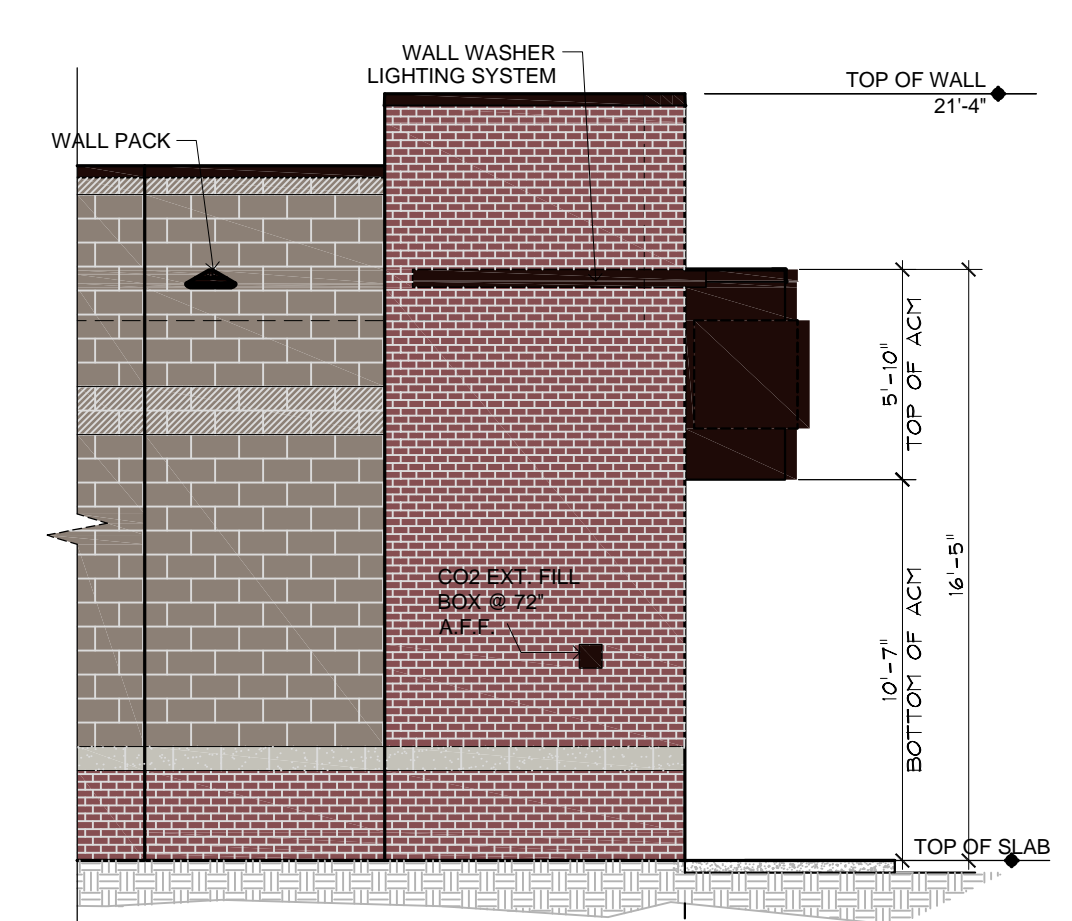 WALL WASHER
LIGHTING SYSTEM
TOP OF WALL
21'-4"
WALL PACK
5'-10"
TOP OF ACM
16'-5"
CO2 EXT. FILL
BOX @ 72"
A.F.F.
10'-7"
BOTTOM OF ACM
TOP OF SLAB